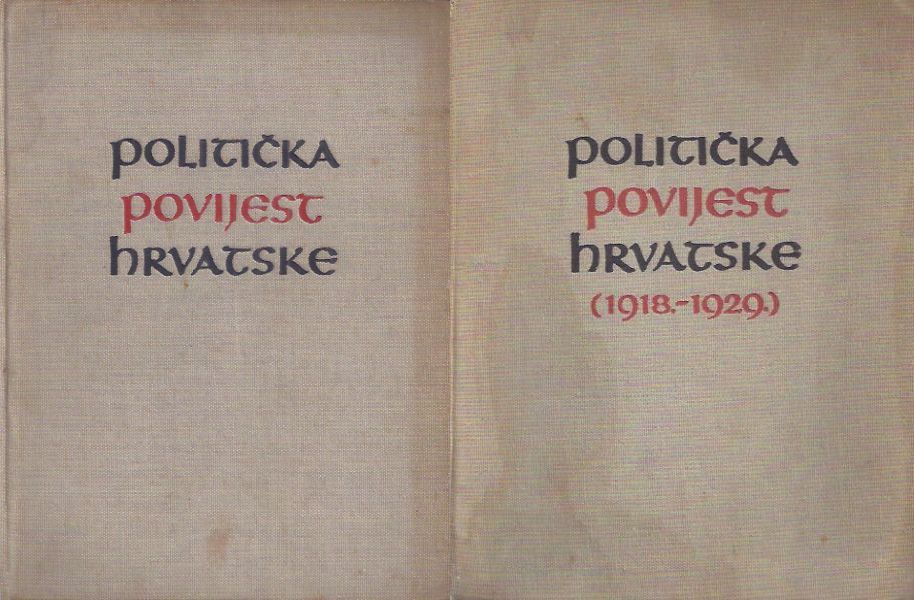 POLITIČKA
POVIJEST
HRVATSKE
POLITIČKA
POVIJEST
HRVATSKE
(1918.-1929.)